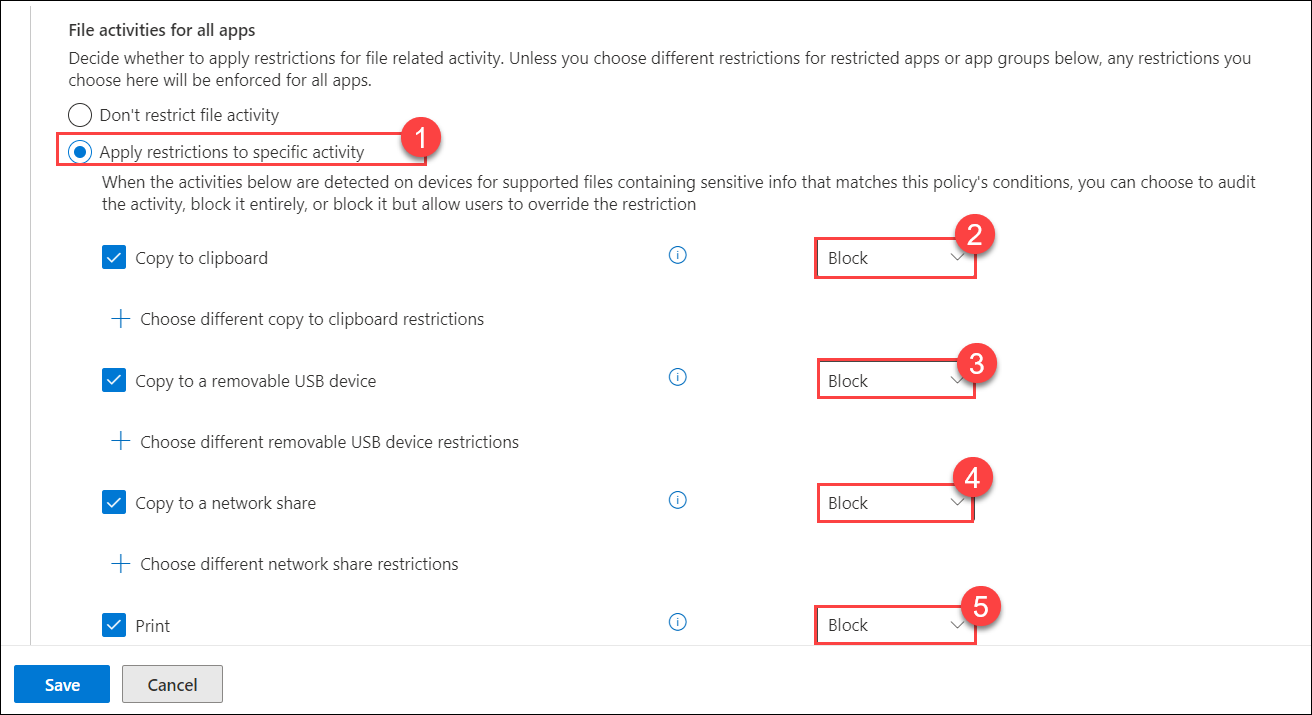 File activities for all apps
Decide whether to apply restrictions for file related activity. Unless you choose different restrictions for restricted apps or app groups below, any restrictions you
choose here will be enforced for all apps.
Don't restrict file activity
Apply restrictions to specific activity
1
When the activities below are detected on devices for supported files containing sensitive info that matches this policy's conditions, you can choose to audit
the activity, block it entirely, or block it but allow users to override the restriction
Copy to clipboard
Block
2
Choose different copy to clipboard restrictions
Copy to a removable USB device
Block
3
Choose different removable USB device restrictions
Copy to a network share
Block
4
Choose different network share restrictions
Print
Block
5
Save
Cancel